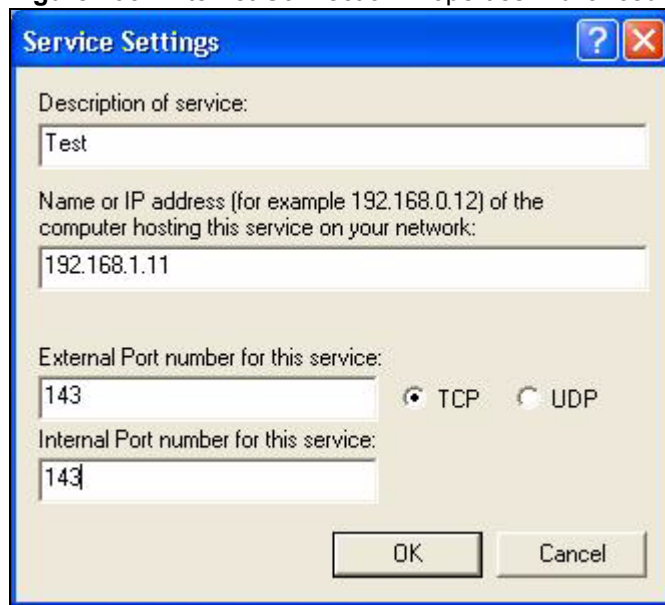 Service Settings
Description of service:
Test
Name or IP address (for example 192.168.0.12) of the
computer hosting this service on your network:
192.168.1.11
External Port number for this service:
143
TCP
UDP
Internal Port number for this service:
143
OK
Cancel